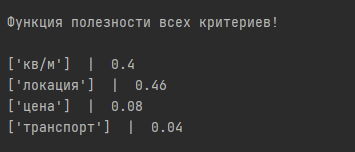 Функция полезности всех критериев!
['кв/м'] | 0.4
['локация'] | 0.46
['цена'] | 0.08
['транспорт'] | 0.04